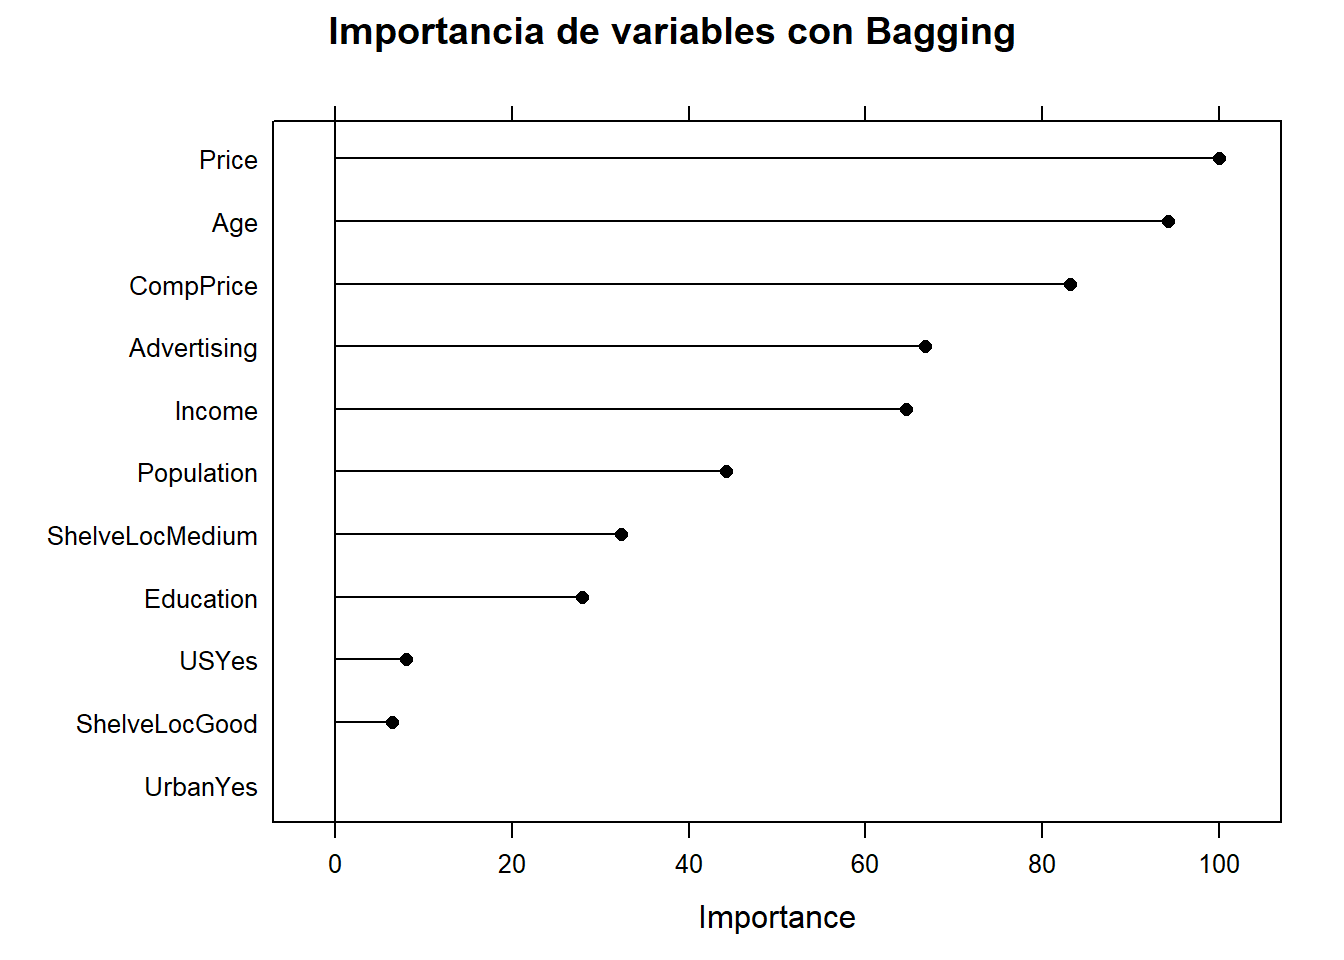 Importancia de variables con Bagging
Price
Age
CompPrice
Advertising
Income
Population
ShelveLocMedium
Education
USYes
ShelveLocGood
UrbanYes
0 20 40 60 80 100
Importance